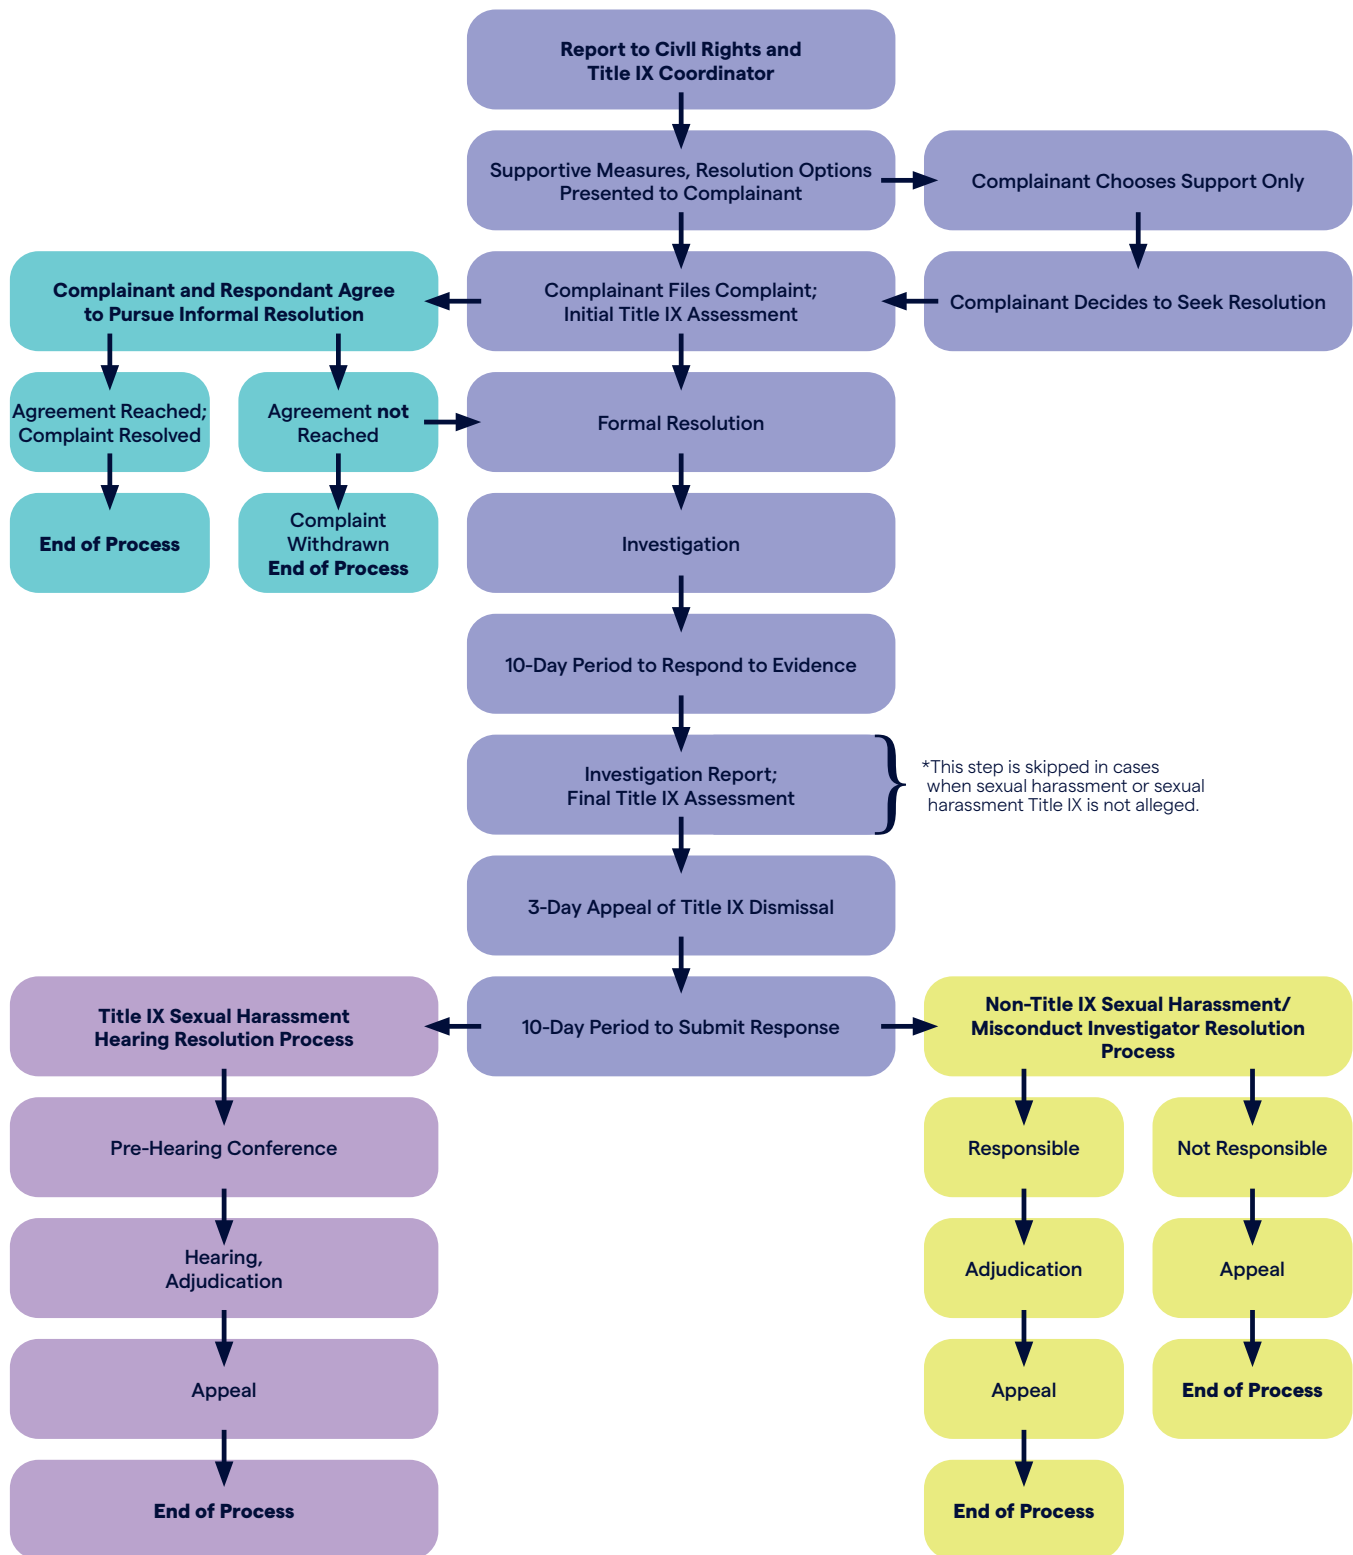 Report to Civll Rights and
Title IX Coordinator
Supportive Measures, Resolution Options
Presented to Complainant
Complainant Chooses Support Only
Complainant and Respondant Agree
to Pursue Informal Resolution
Complainant Files Complaint;
Initial Title IX Assessment
Complainant Decides to Seek Resolution
Agreement Reached;
Complaint Resolved
Agreement not
Reached
Formal Resolution
End of Process
Complaint
Withdrawn
End of Process
Investigation
10-Day Period to Respond to Evidence
Investigation Report;
Final Title IX Assessment
*This step is skipped in cases
when sexual harassment or sexual
harassment Title IX is not alleged.
3-Day Appeal of Title IX Dismissal
Title IX Sexual Harassment
Hearing Resolution Process
10-Day Period to Submit Response
Non-Title IX Sexual Harassment/
Misconduct Investigator Resolution
Process
Pre-Hearing Conference
Responsible
Not Responsible
Hearing,
Adjudication
Adjudication
Appeal
Appeal
Appeal
End of Process
End of Process
End of Process